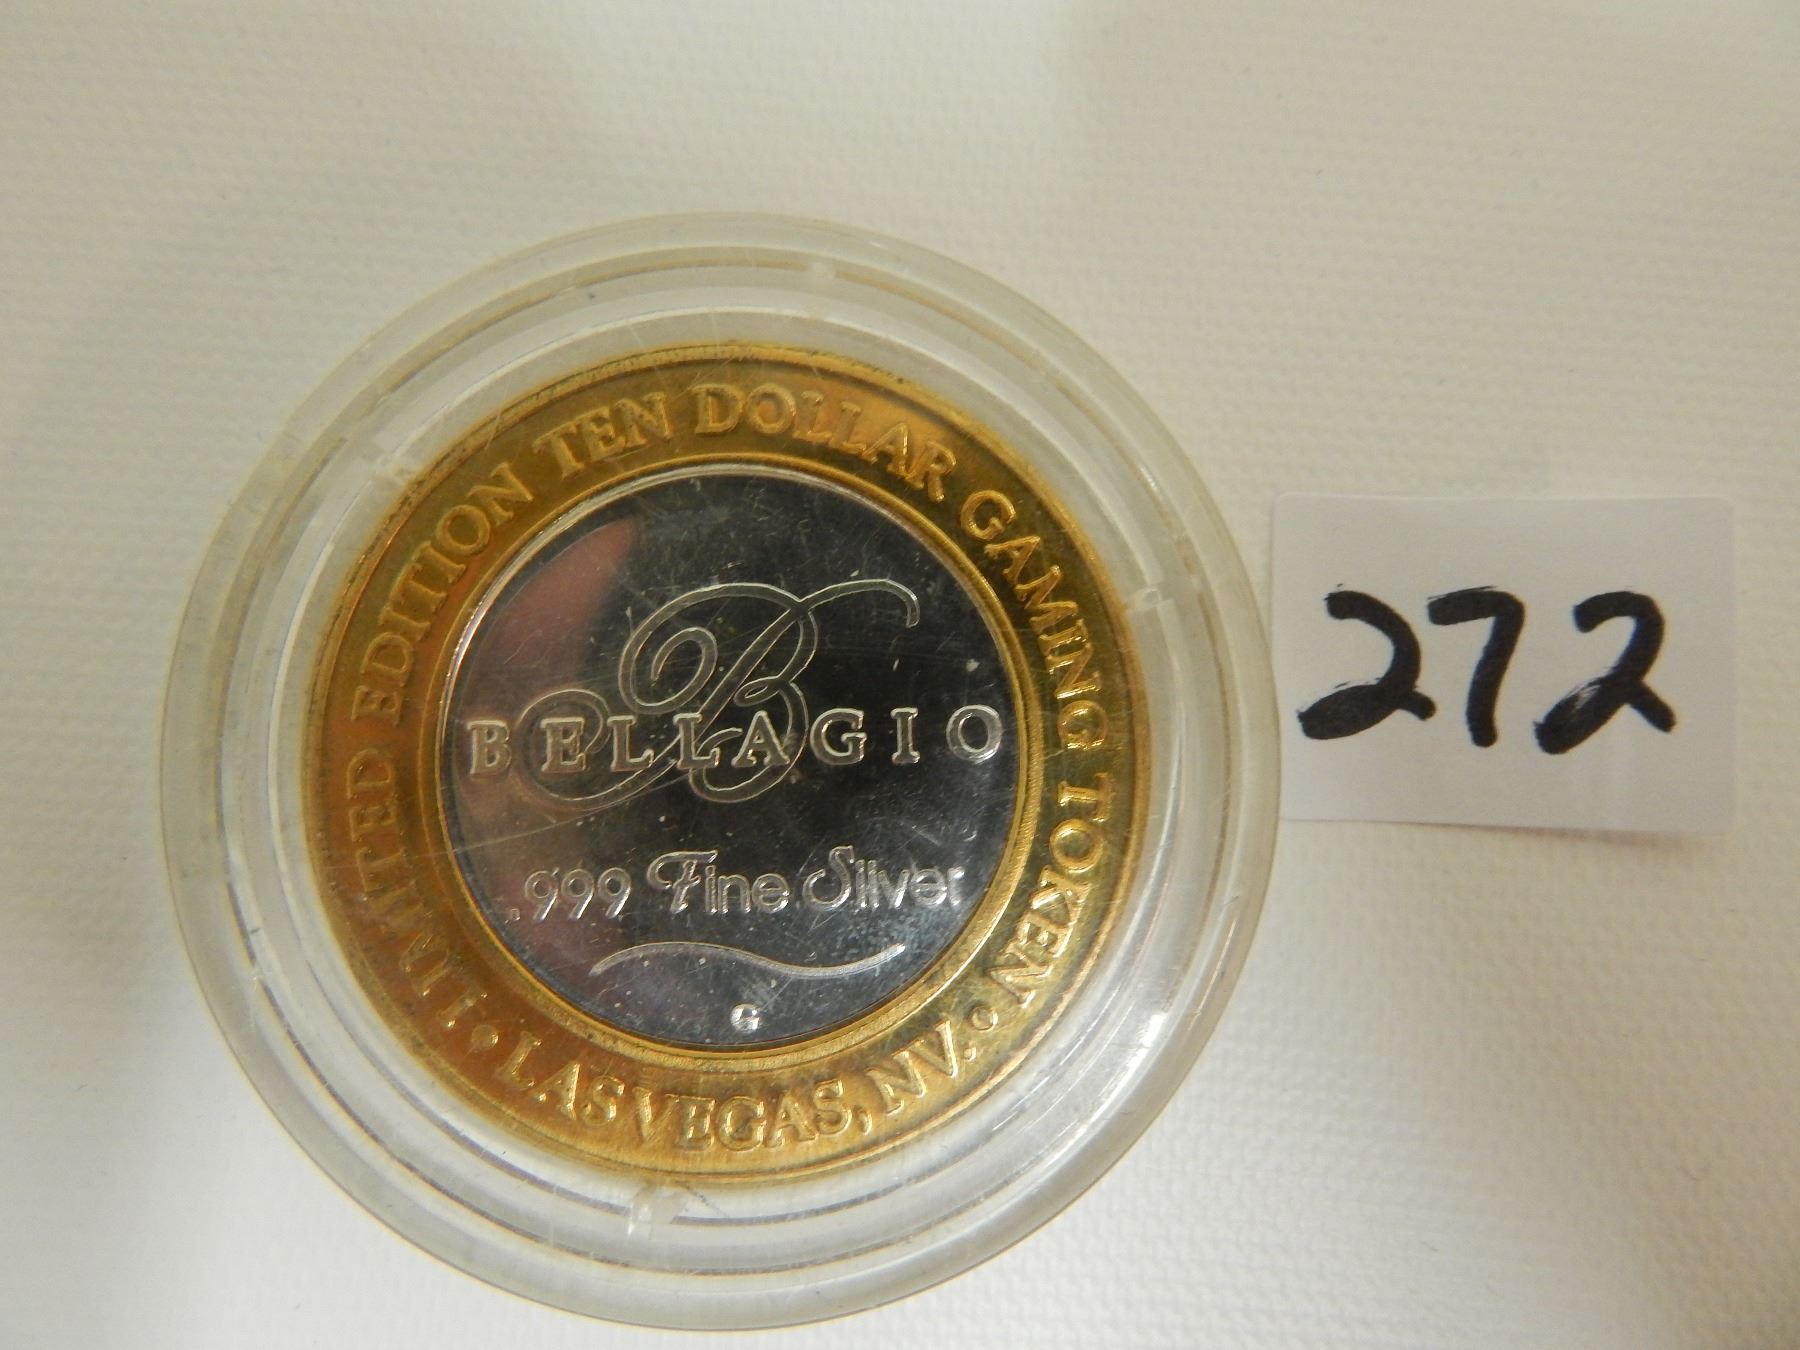 LIMITED EDITION TEN DOLLAR GAMING TOKEN
• LAS VEGAS, NV. •
B
BELLAGIO
.999 Fine Silver
G
272